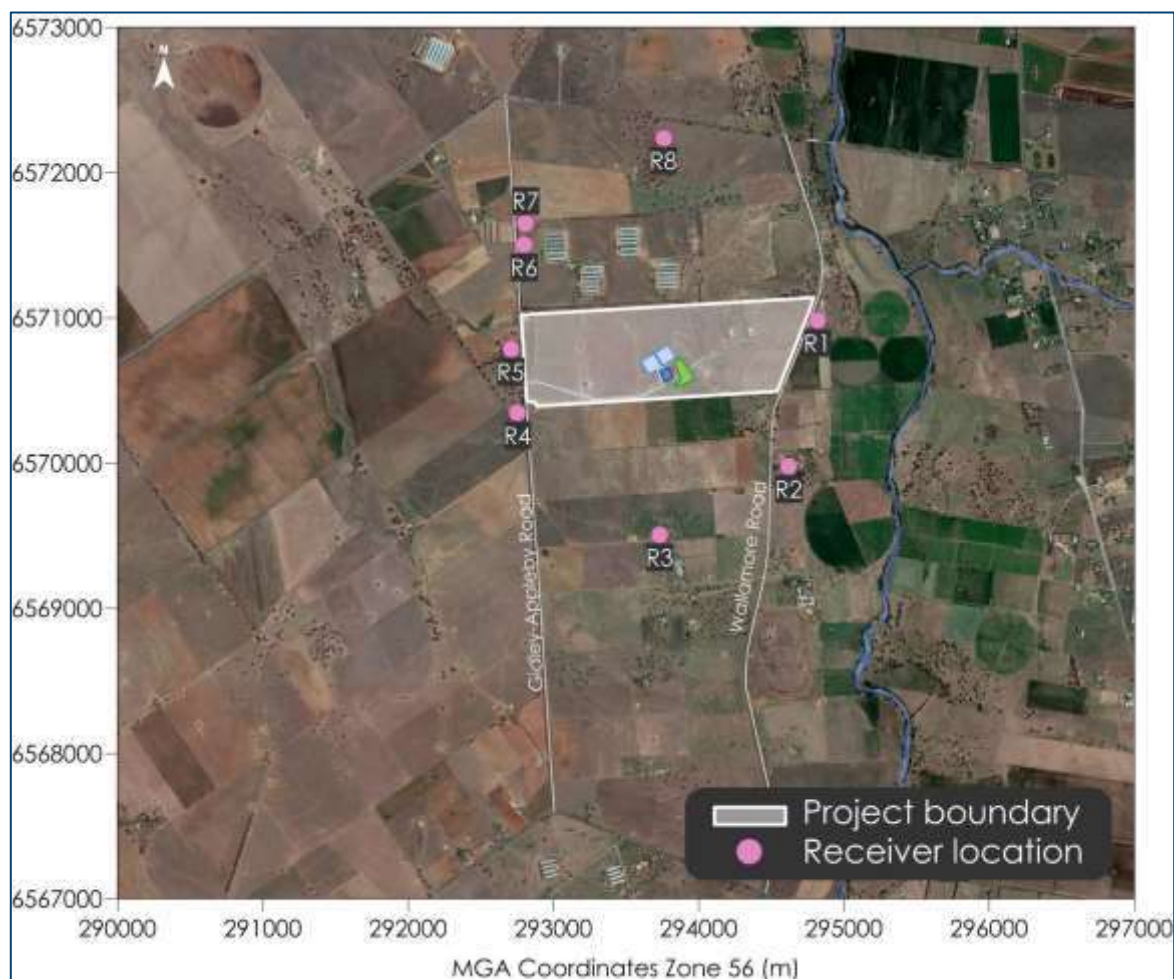 6573000
N
6572000
R8
R7
R6
6571000
R1
R5
R4
6570000
R2
R3
Gidley-Appleby Road
Wallamore Road
6569000
6568000
Project boundary
Receiver location
6567000
290000 291000 292000 293000 294000 295000 296000 297000
MGA Coordinates Zone 56 (m)